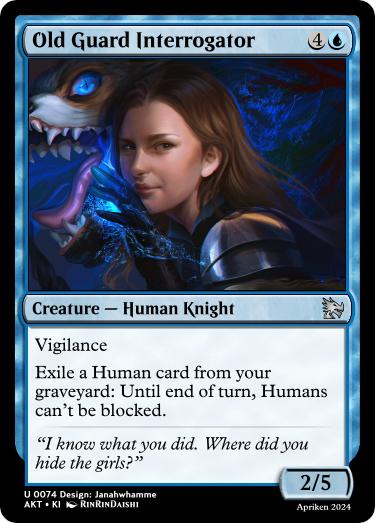 Old Guard Interrogator 4
Creature — Human Knight
Vigilance
Exile a Human card from your
graveyard: Until end of turn, Humans
can't be blocked.
“I know what you did. Where did you
hide the girls?”
2/5
U 0074 Design: Janahwhamme
AKT • KI RinRinDaishi
Apriken 2024